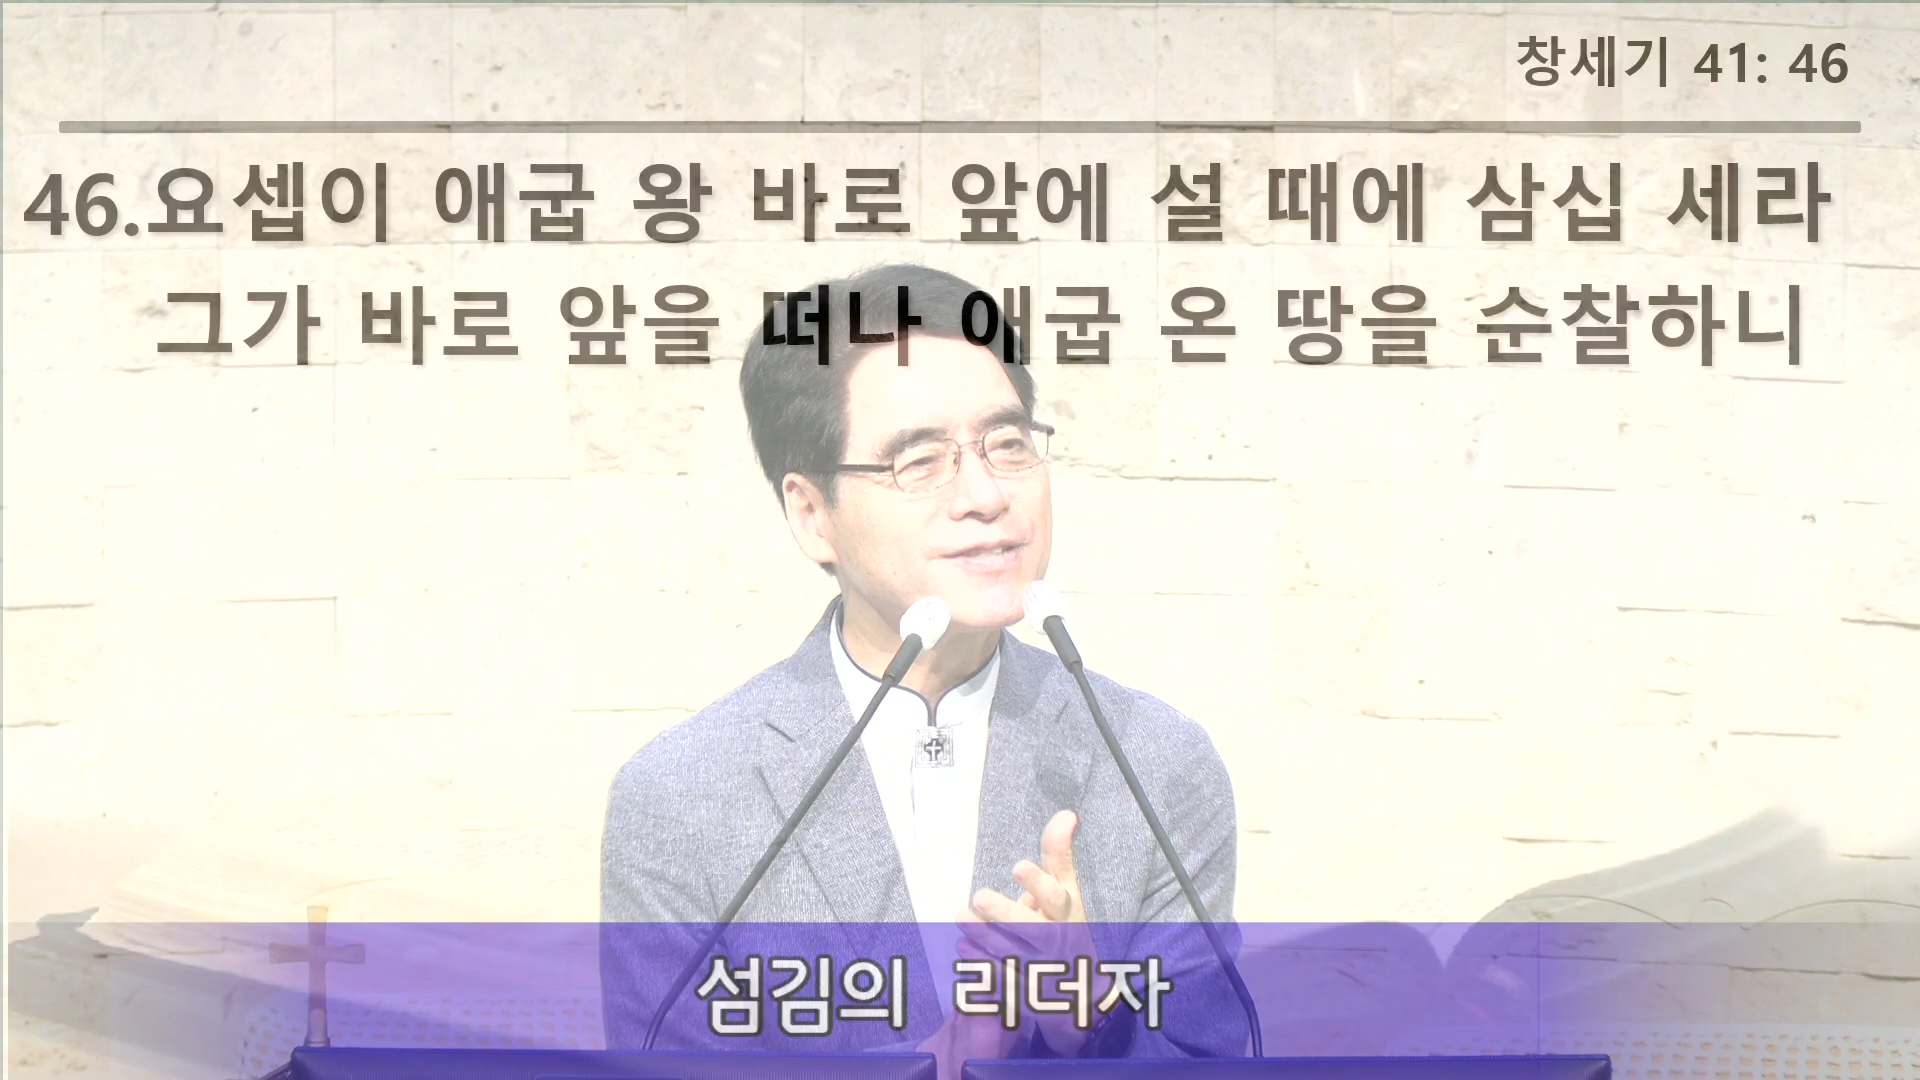 창세기 41: 46
46.요셉이 애굽 왕 바로 앞에 설 때에 삼십 세라
그가 바로 앞을 떠나 애굽 온 땅을 순찰하니
섬김의 리더자